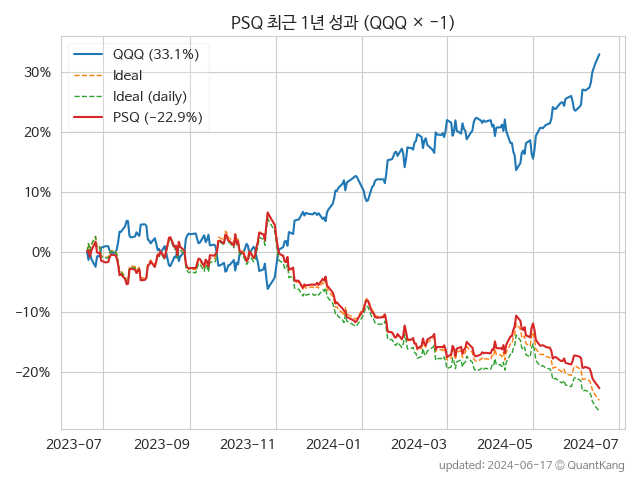 PSQ 최근 1년 성과 (QQQ × −1)
QQQ (33.1%)
Ideal
Ideal (daily)
PSQ (−22.9%)
30%
20%
10%
0%
−10%
−20%
2023-07 2023-09 2023-11 2024-01 2024-03 2024-05 2024-07
updated: 2024-06-17 © QuantKang